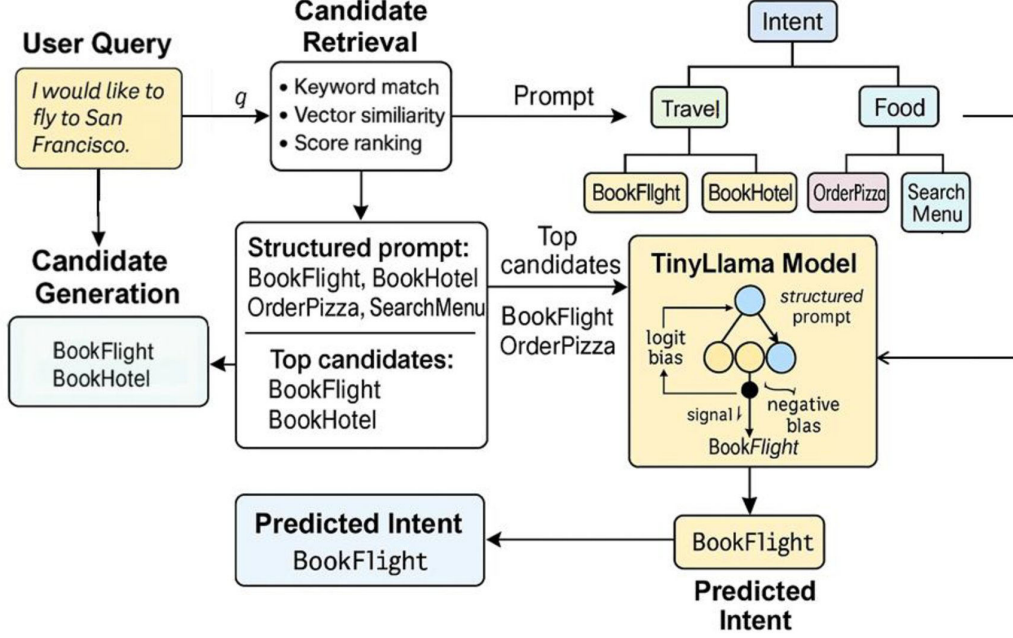 User Query
I would like to
fly to San
Francisco.
q
Candidate
Retrieval
• Keyword match
• Vector similiarity
• Score ranking
Prompt
Intent
Travel
Food
BookFlIght
BookHotel
OrderPizza
Search
Menu
Candidate
Generation
BookFlight
BookHotel
Structured prompt:
BookFlight, BookHotel
OrderPizza, SearchMenu
Top candidates:
BookFlight
BookHotel
Top
candidates
BookFlight
OrderPizza
TinyLlama Model
structured
prompt
logit
bias
signal
negative
blas
BookFlight
Predicted Intent
BookFlight
BookFlight
Predicted
Intent